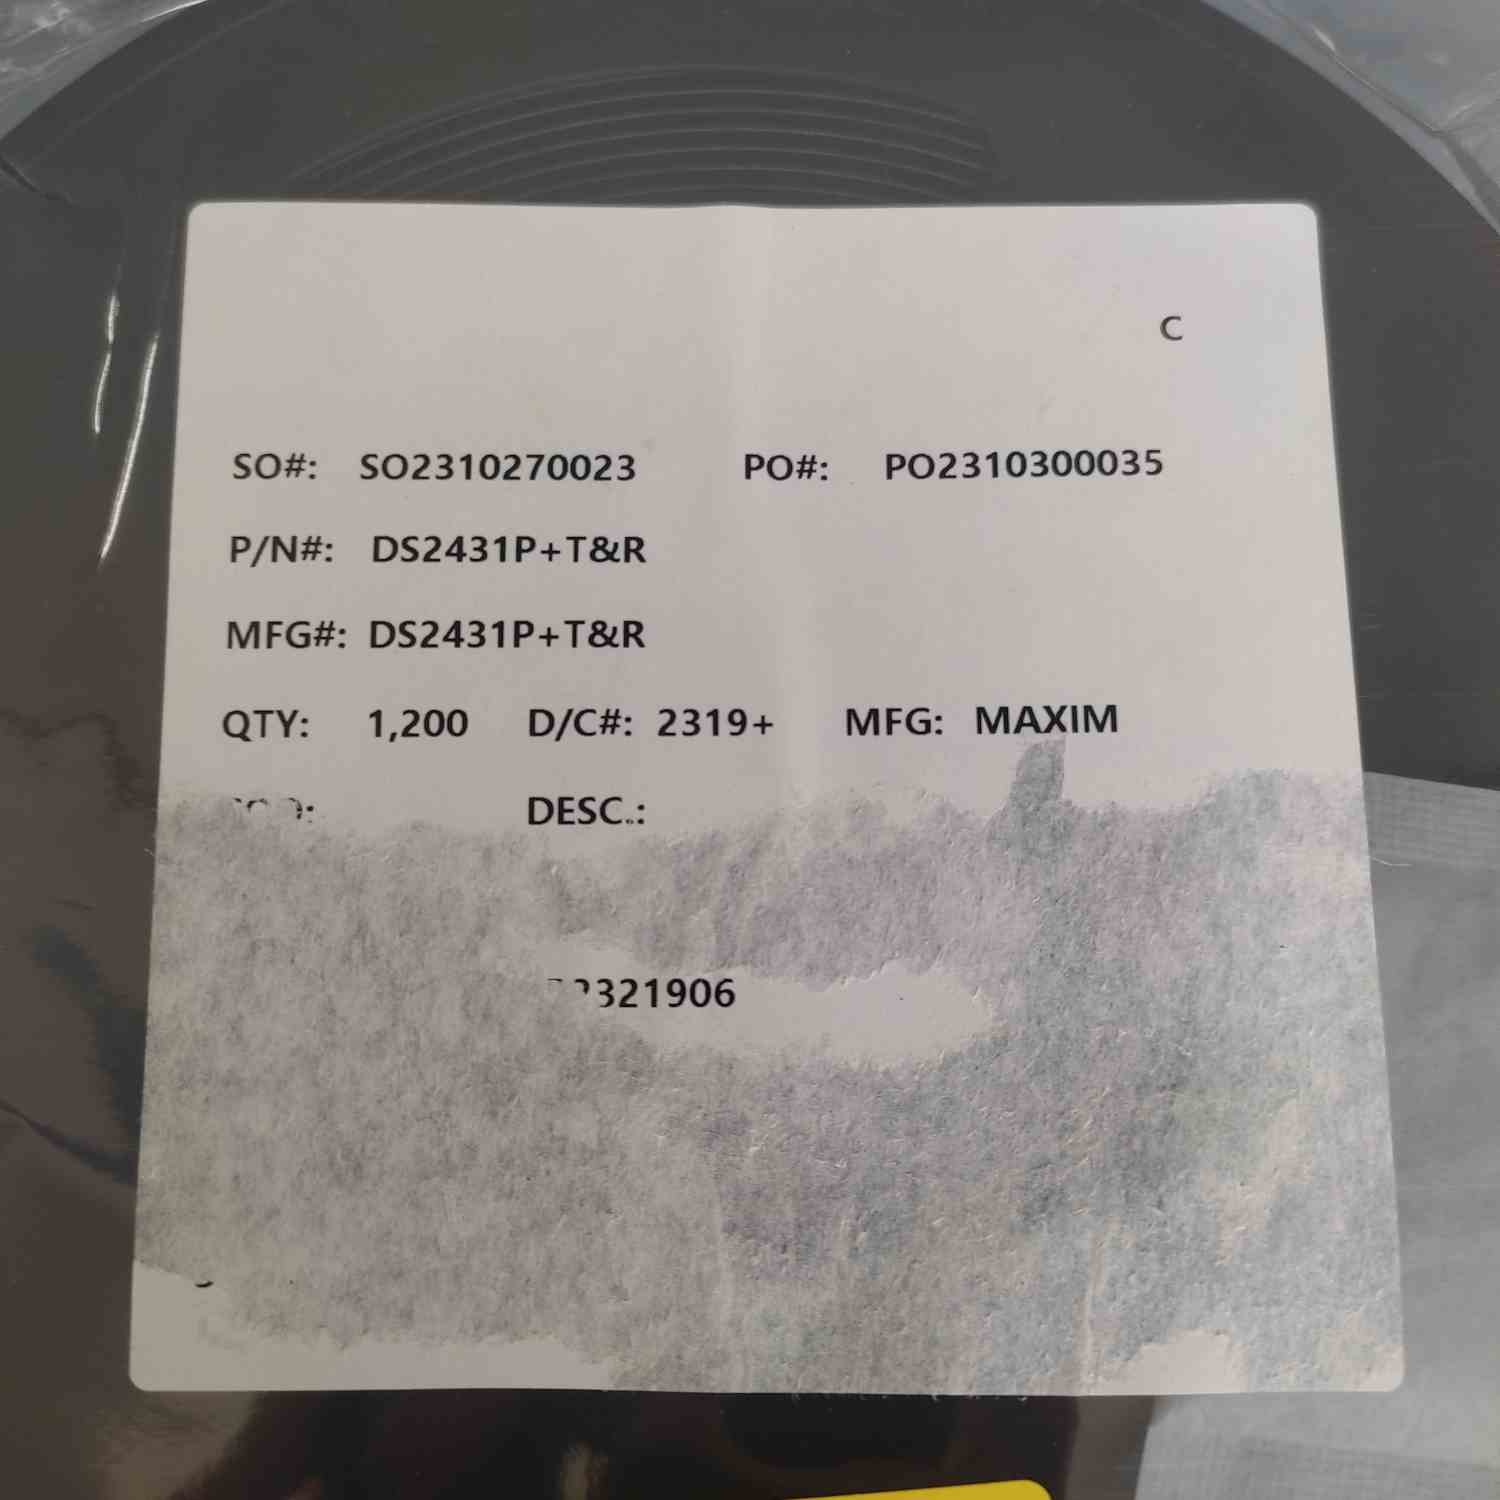 C
SO#: SO2310270023 PO#: PO2310300035
P/N#: DS2431P+T&R
MFG#: DS2431P+T&R
QTY: 1,200 D/C#: 2319+ MFG: MAXIM
DESC.: